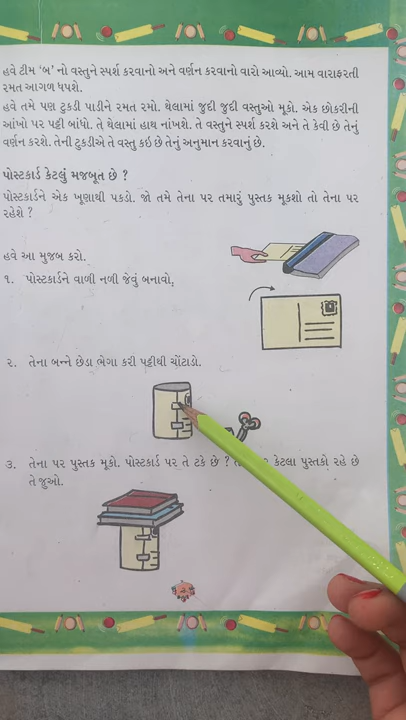 હવે ટીમ ‘બ’ નો વસ્તુને સ્પર્શ કરવાનો અને વર્ણન કરવાનો વારો આવ્યો. આમ વારાફરતી
રમત આગળ ધપશે.
હવે તમે પણ ટુકડી પાડીને રમત રમો. થેલામાં જુદી જુદી વસ્તુઓ મૂકો. એક છોકરીની
આંખો પર પટ્ટી બાંધો. તે થેલામાં હાથ નાંખશે. તે વસ્તુને સ્પર્શ કરશે અને તે કેવી છે તેનું
વર્ણન કરશે. તેની ટુકડીએ તે વસ્તુ કઇ છે તેનું અનુમાન કરવાનું છે.
પોસ્ટકાર્ડ કેટલું મજબૂત છે ?
પોસ્ટકાર્ડને એક ખૂણાથી પકડો. જો તમે તેના પર તમારું પુસ્તક મૂકશો તો તેના પર
રહેશે ?
હવે આ મુજબ કરો.
૧. પોસ્ટકાર્ડને વાળી નળી જેવું બનાવો.
૨. તેના બન્ને છેડા ભેગા કરી પટ્ટીથી ચોંટાડો.
૩. તેના પર પુસ્તક મૂકો. પોસ્ટકાર્ડ પર તે ટકે છે ? કેટલા પુસ્તકો રહે છે
તે જુઓ.